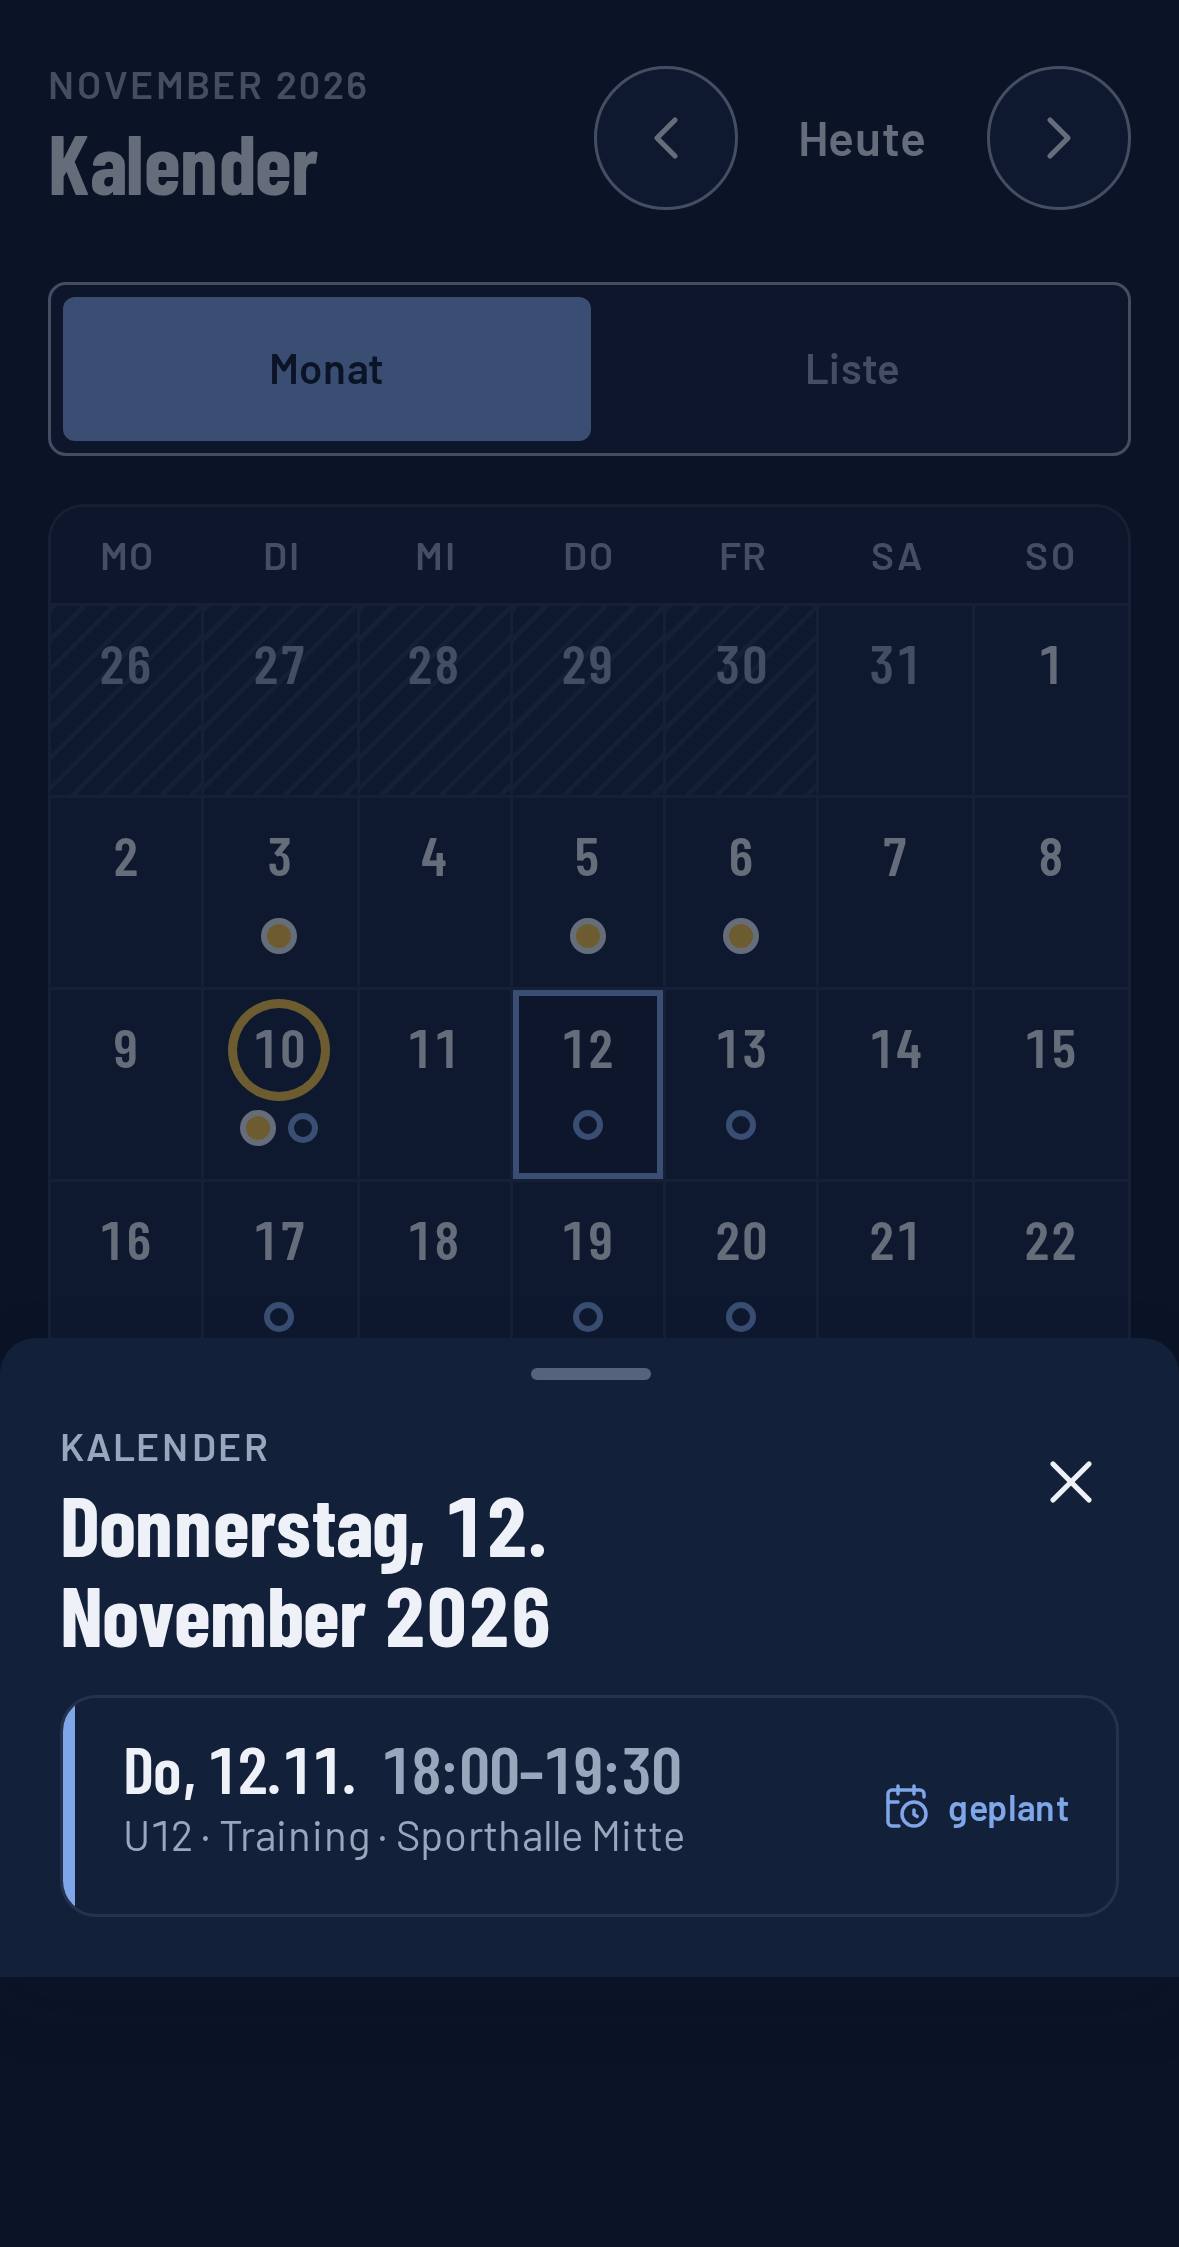 NOVEMBER 2026
Kalender
Heute
Monat Liste
MO DI MI DO FR SA SO
26 27 28 29 30 31 1
2 3 4 5 6 7 8
9 10 11 12 13 14 15
16 17 18 19 20 21 22
KALENDER
Donnerstag, 12.
November 2026
Do, 12.11. 18:00–19:30
U12 · Training · Sporthalle Mitte
geplant